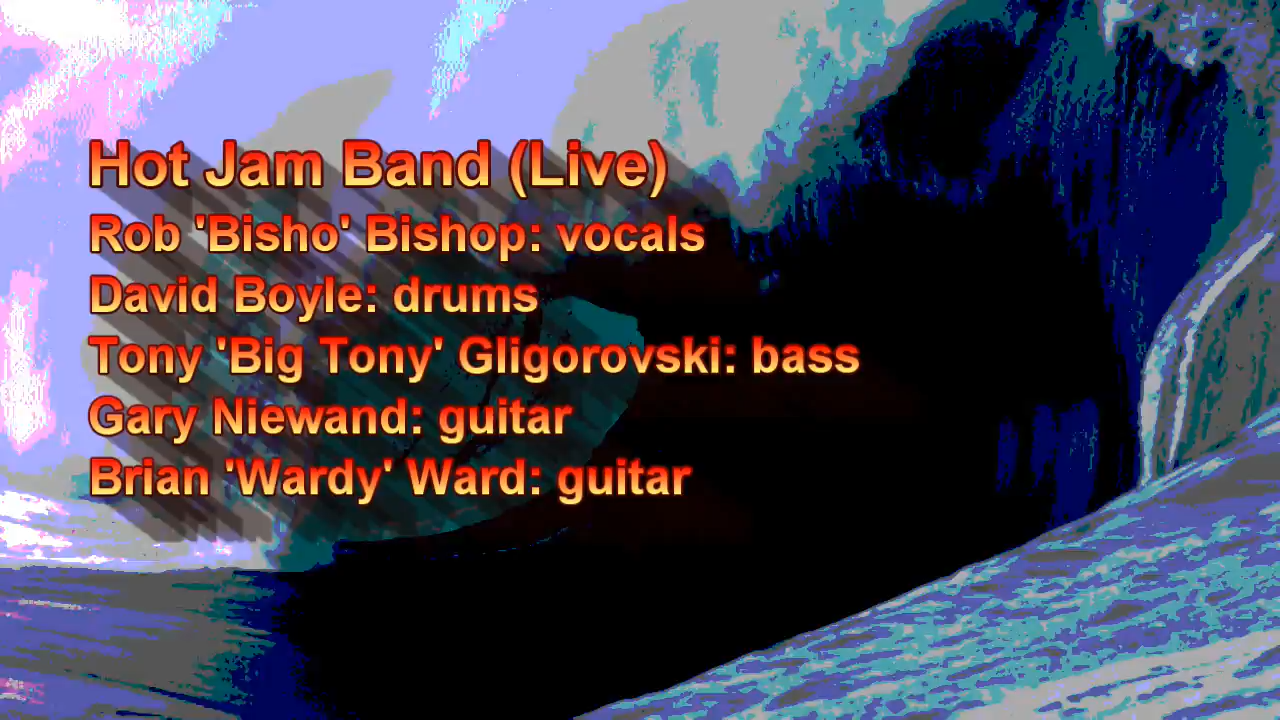 Hot Jam Band (Live)
Rob 'Bisho' Bishop: vocals
David Boyle: drums
Tony 'Big Tony' Gligorovski: bass
Gary Niewand: guitar
Brian 'Wardy' Ward: guitar